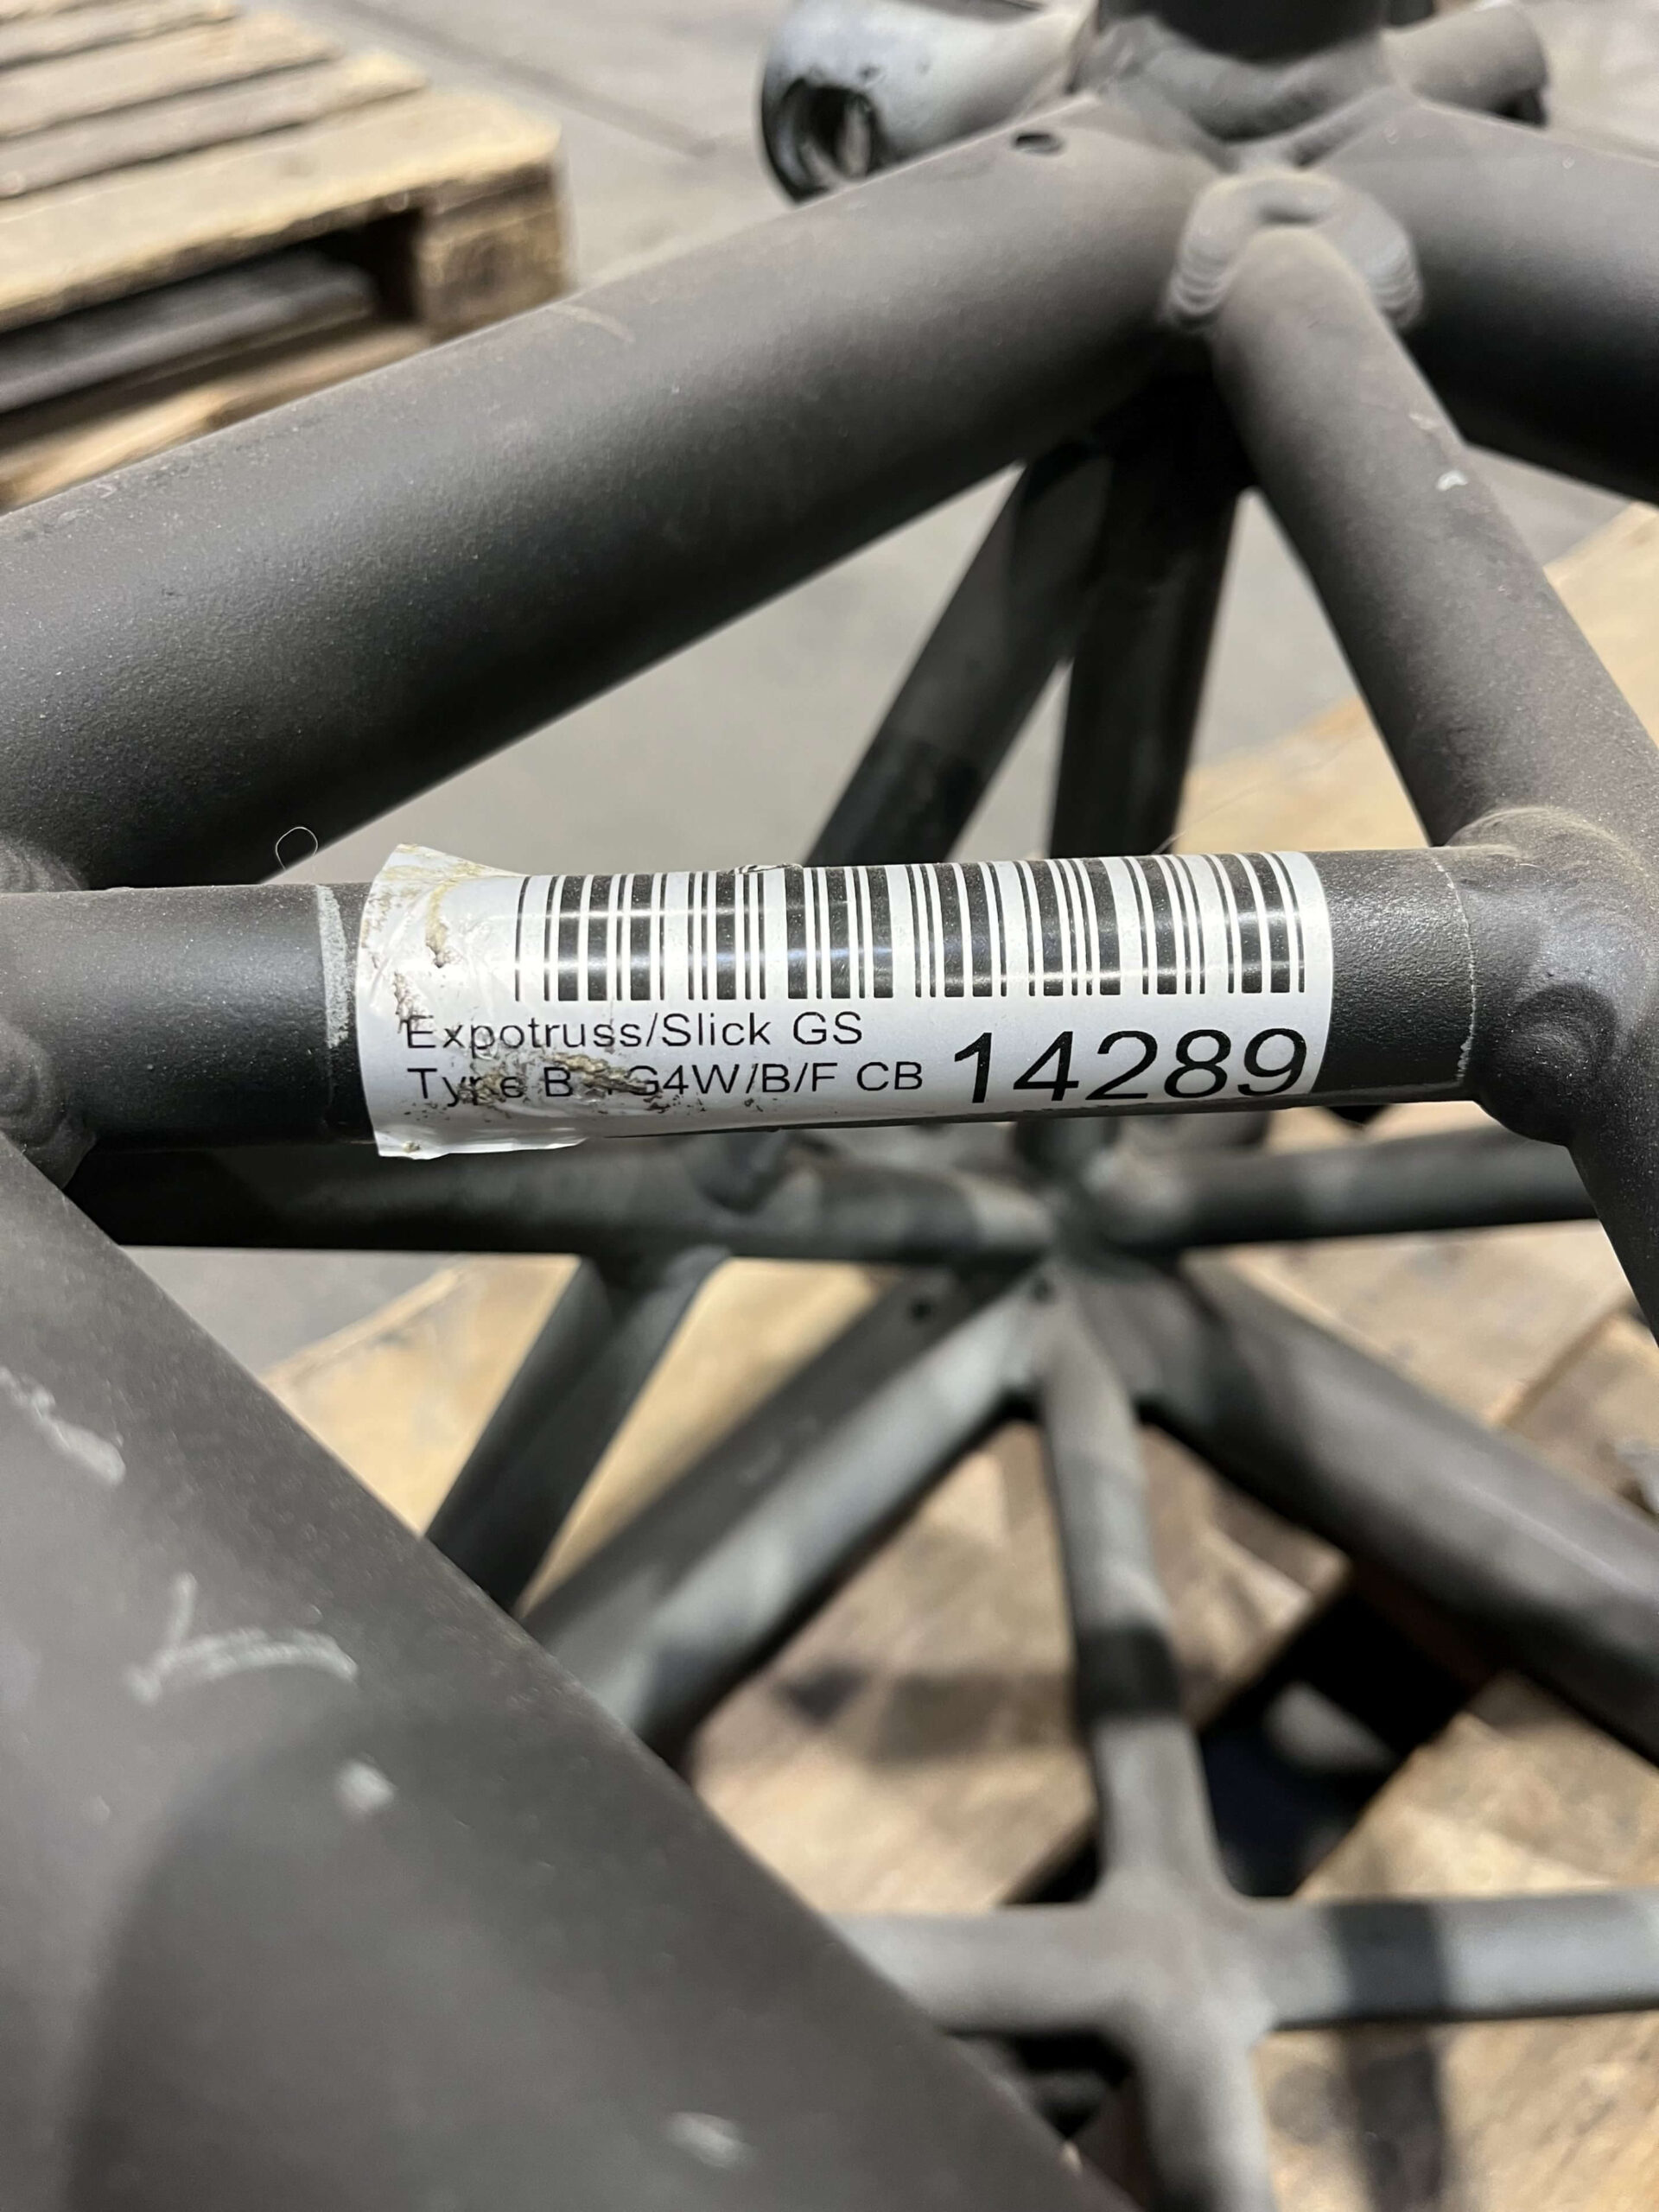 Expotruss/Slick GS
Type B G4W/B/F CB
14289